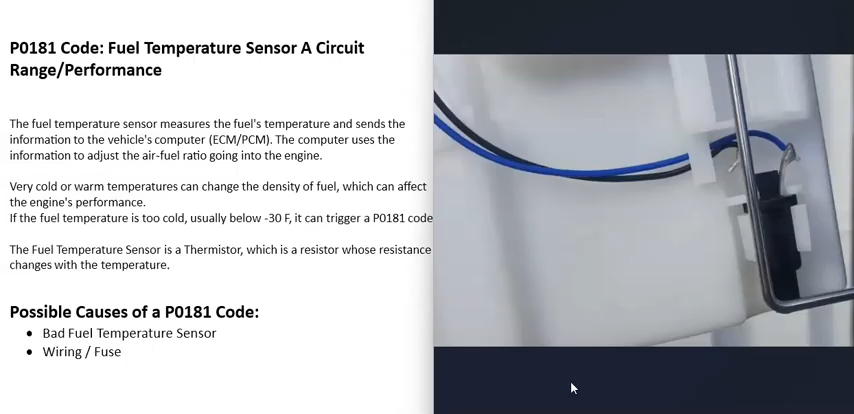 P0181 Code: Fuel Temperature Sensor A Circuit
Range/Performance
The fuel temperature sensor measures the fuel's temperature and sends the
information to the vehicle's computer (ECM/PCM). The computer uses the
information to adjust the air-fuel ratio going into the engine.
Very cold or warm temperatures can change the density of fuel, which can affect
the engine's performance.
If the fuel temperature is too cold, usually below -30 F, it can trigger a P0181 code
The Fuel Temperature Sensor is a Thermistor, which is a resistor whose resistance
changes with the temperature.
Possible Causes of a P0181 Code:
• Bad Fuel Temperature Sensor
• Wiring / Fuse